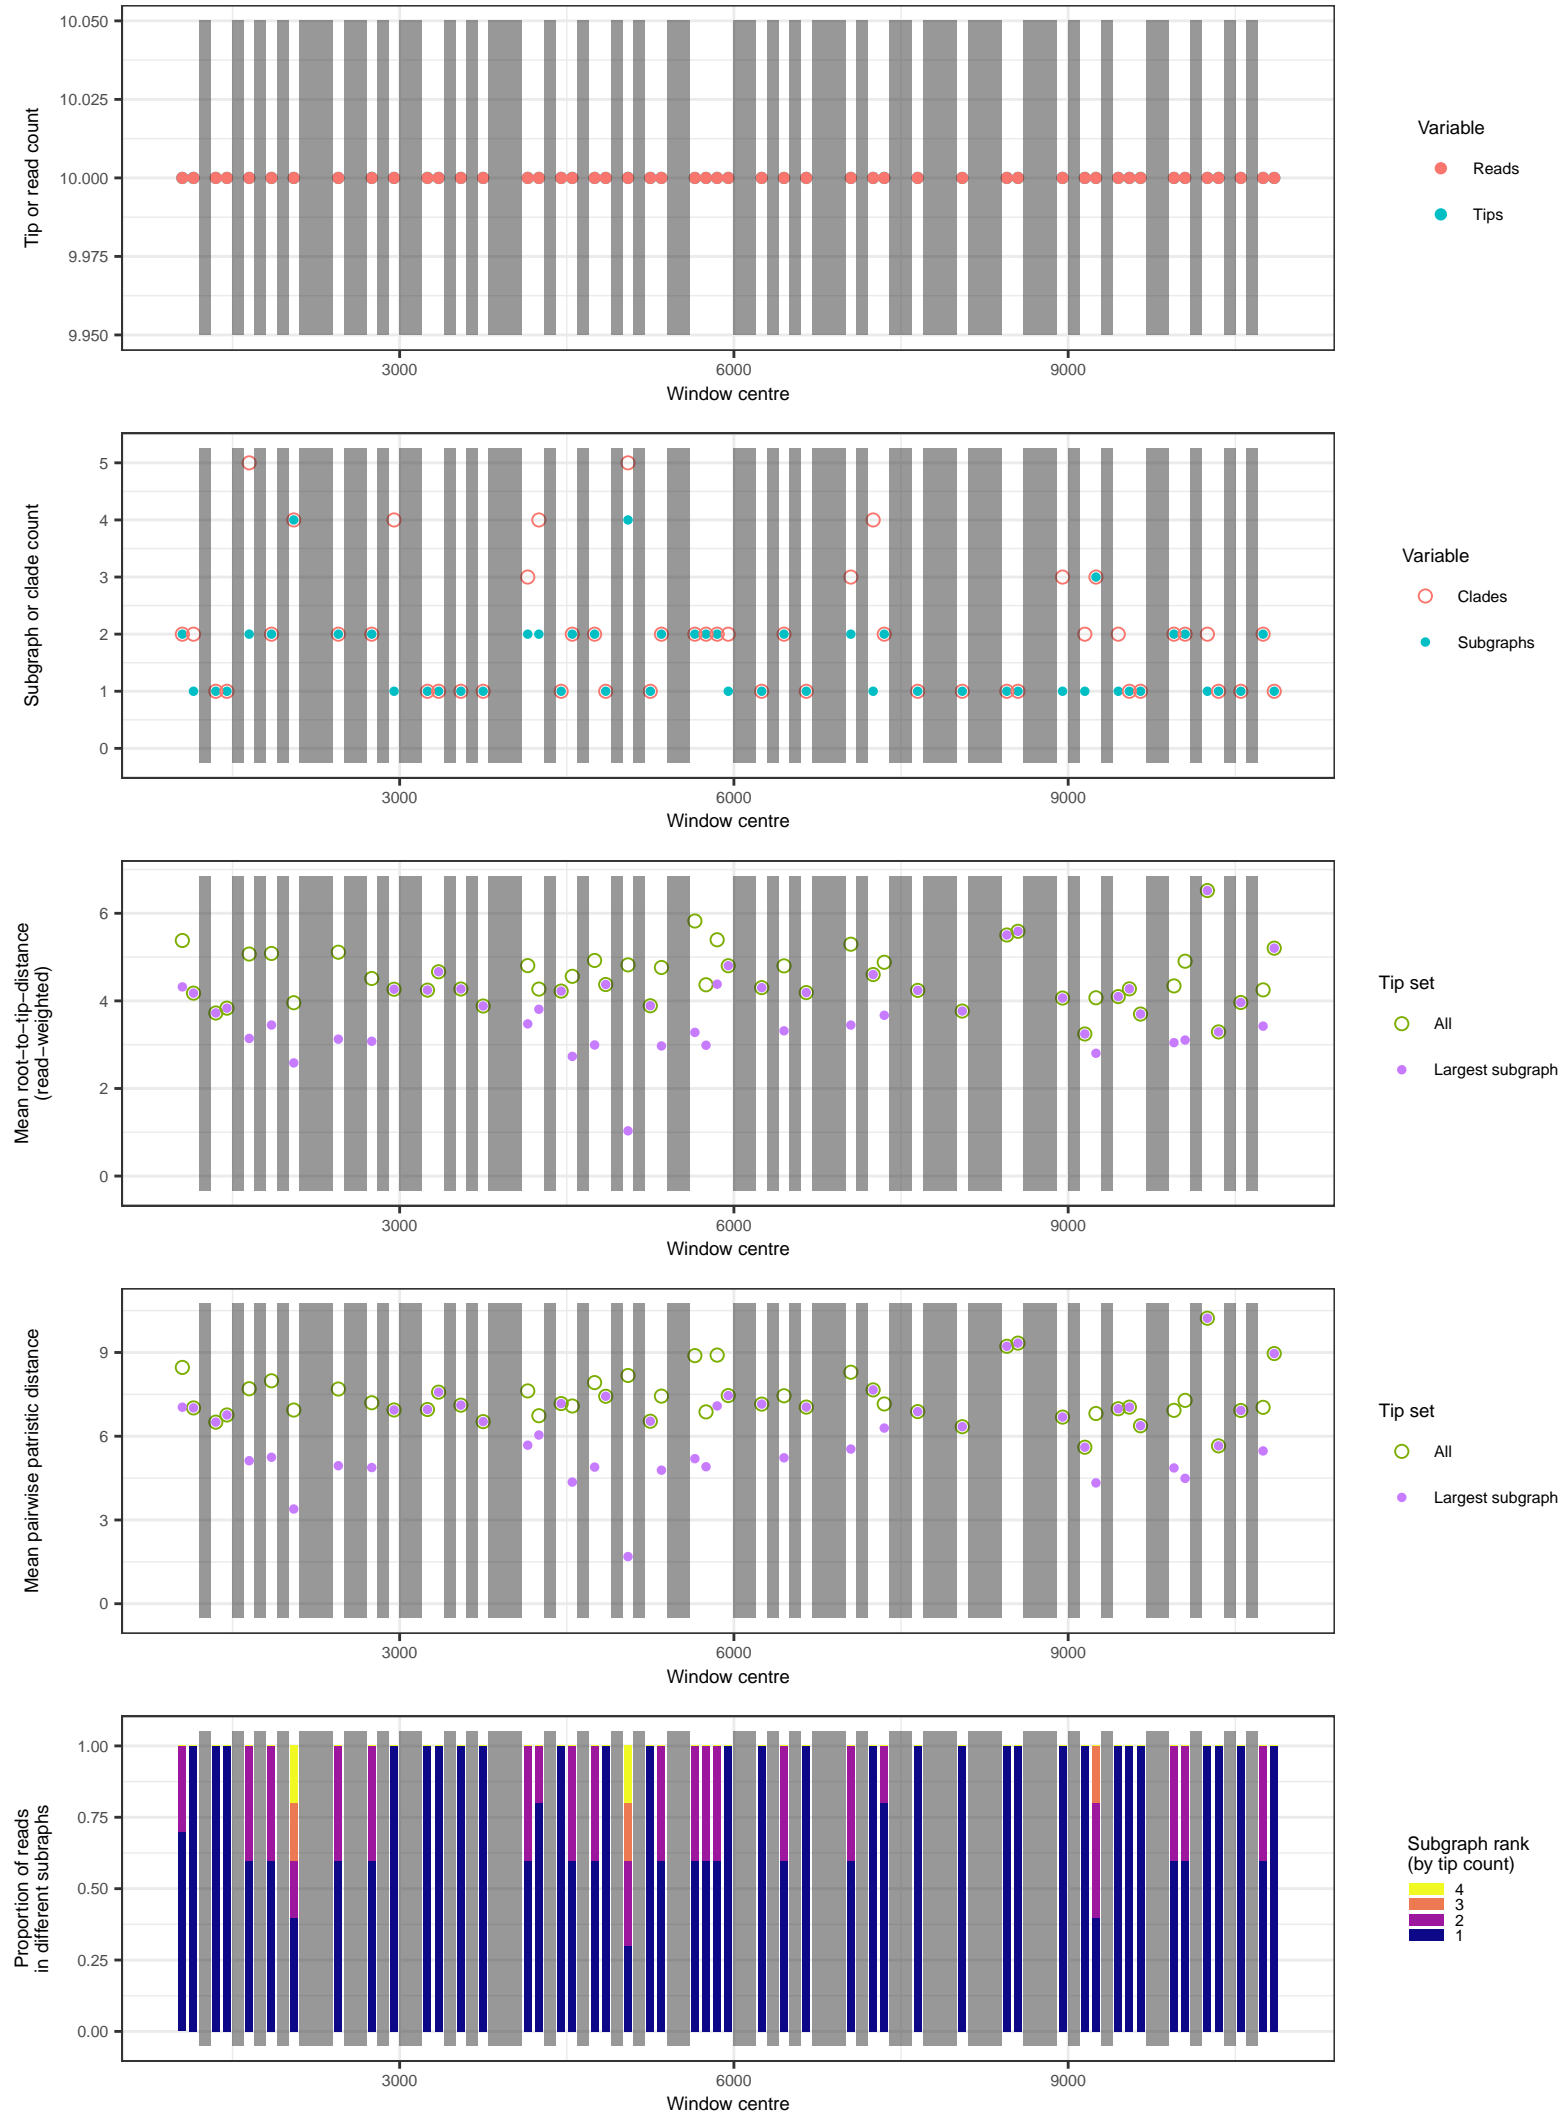 10.050
10.025
10.000
9.975
9.950
Tip or read count
3000
6000
9000
Window centre
Variable
Reads
Tips
5
4
3
2
1
0
Subgraph or clade count
3000
6000
9000
Window centre
Variable
Clades
Subgraphs
6
4
2
0
Mean root−to−tip−distance
(read−weighted)
3000
6000
9000
Window centre
Tip set
All
Largest subgraph
9
6
3
0
Mean pairwise patristic distance
3000
6000
9000
Window centre
Tip set
All
Largest subgraph
1.00
0.75
0.50
0.25
0.00
Proportion of reads
in different subraphs
3000
6000
9000
Window centre
Subgraph rank
(by tip count)
4
3
2
1